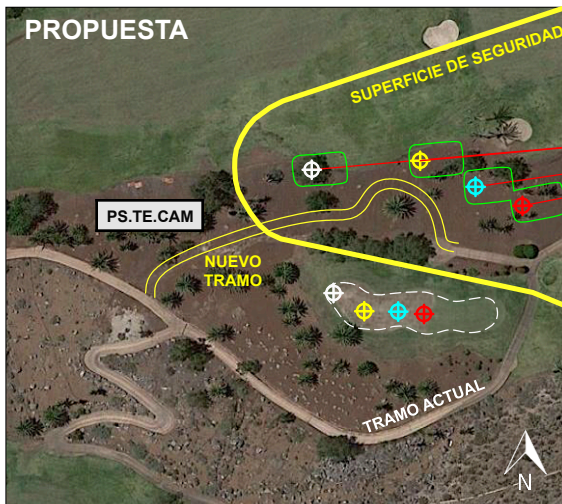 PROPUESTA
SUPERFICIE DE SEGURIDAD
PS.TE.CAM
NUEVO
TRAMO
TRAMO ACTUAL
N